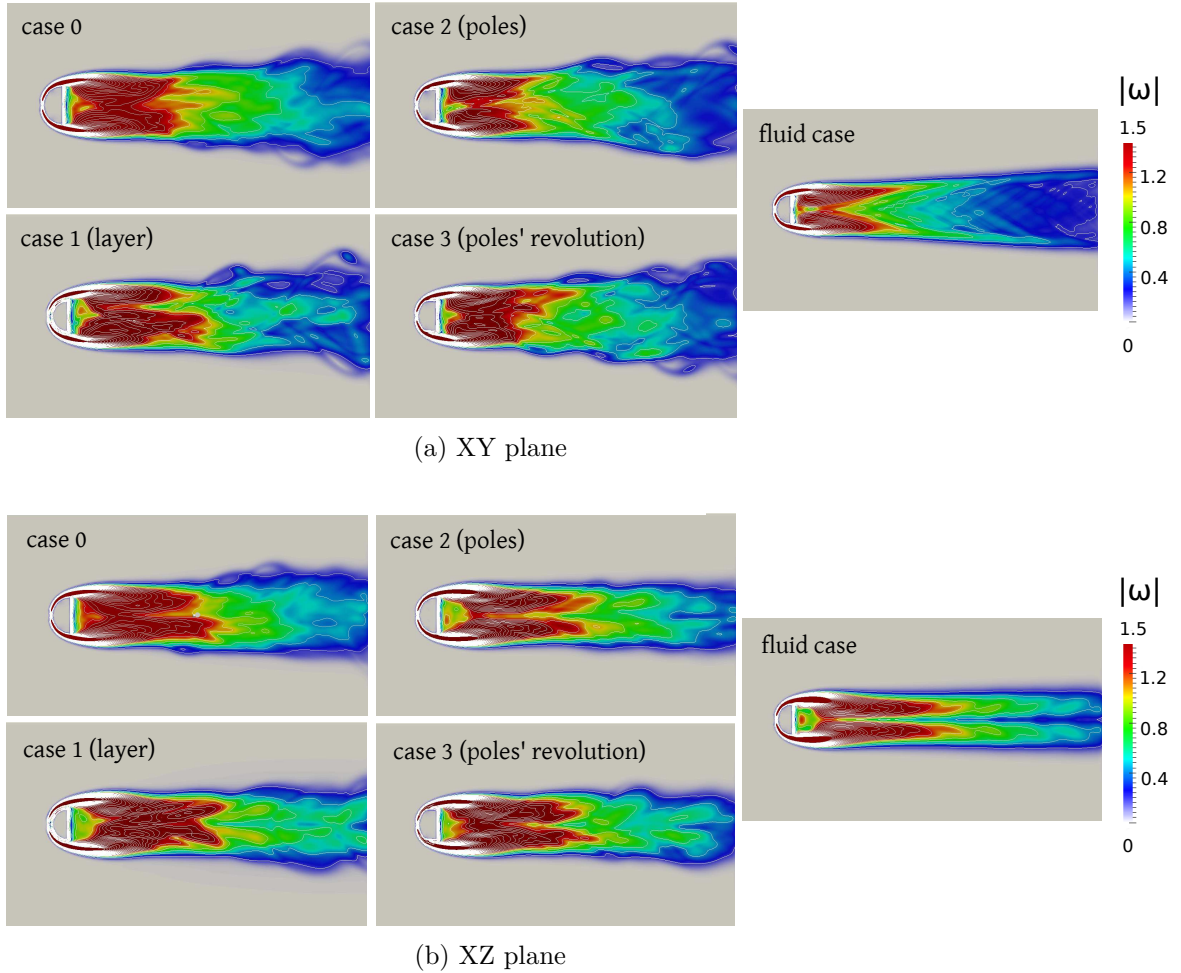 case 0
case 2 (poles)
fluid case
|ω|
1.5
1.2
0.8
0.4
0
case 1 (layer)
case 3 (poles' revolution)
(a) XY plane
case 0
case 2 (poles)
fluid case
|ω|
1.5
1.2
0.8
0.4
0
case 1 (layer)
case 3 (poles' revolution)
(b) XZ plane